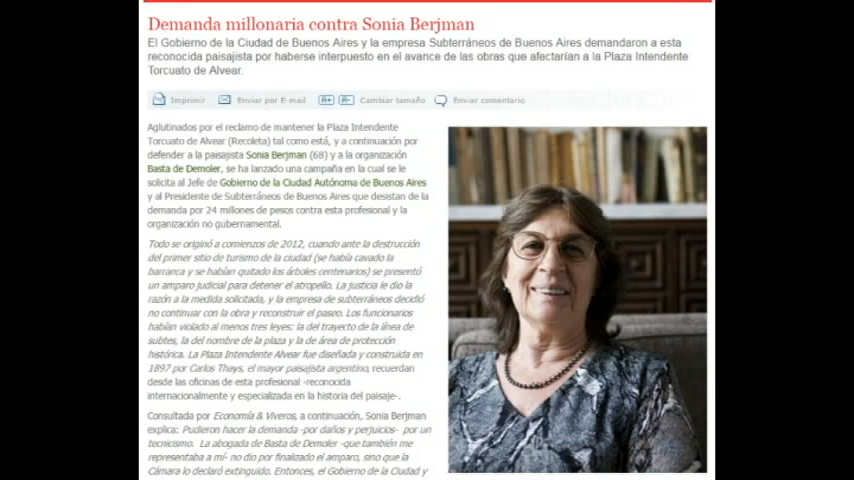 Demanda millonaria contra Sonia Berjman
El Gobierno de la Ciudad de Buenos Aires y la empresa Subterráneos de Buenos Aires demandaron a esta
reconocida paisajista por haberse interpuesto en el avance de las obras que afectarían a la Plaza Intendente
Torcuato de Alvear.
Imprimir Enviar por E-mail A+ A- Cambiar tamaño Enviar comentario
Aglutinados por el reclamo de mantener la Plaza Intendente
Torcuato de Alvear (Recoleta) tal como está, y a continuación por
defender a la paisajista Sonia Berjman (68) y a la organización
Basta de Demoler, se ha lanzado una campaña en la cual se le
solicita al Jefe de Gobierno de la Ciudad Autónoma de Buenos Aires
y al Presidente de Subterráneos de Buenos Aires que desistan de la
demanda por 24 millones de pesos contra esta profesional y la
organización no gubernamental.
Todo se originó a comienzos de 2012, cuando ante la destrucción
del primer sitio de turismo de la ciudad (se había cavado la
barranca y se habían quitado los árboles centenarios) se presentó
un amparo judicial para detener el atropello. La justicia le dio la
razón a la medida solicitada, y la empresa de subterráneos decidió
no continuar con la obra y reconstruir el paseo. Los funcionarios
habían violado al menos tres leyes: la del trayecto de la línea de
subtes, la del nombre de la plaza y la de área de protección
histórica. La Plaza Intendente Alvear fue diseñada y construida en
1897 por Carlos Thays, el mayor paisajista argentino, recuerdan
desde las oficinas de esta profesional -reconocida
internacionalmente y especializada en la historia del paisaje-.
Consultada por Economía & Viveros, a continuación, Sonia Berjman
explica: Pudieron hacer la demanda -por daños y perjuicios- por un
tecnicismo. La abogada de Basta de Demoler -que también me
representaba a mí- no dio por finalizado el amparo, sino que la
Cámara lo declaró extinguido. Entonces, el Gobierno de la Ciudad y